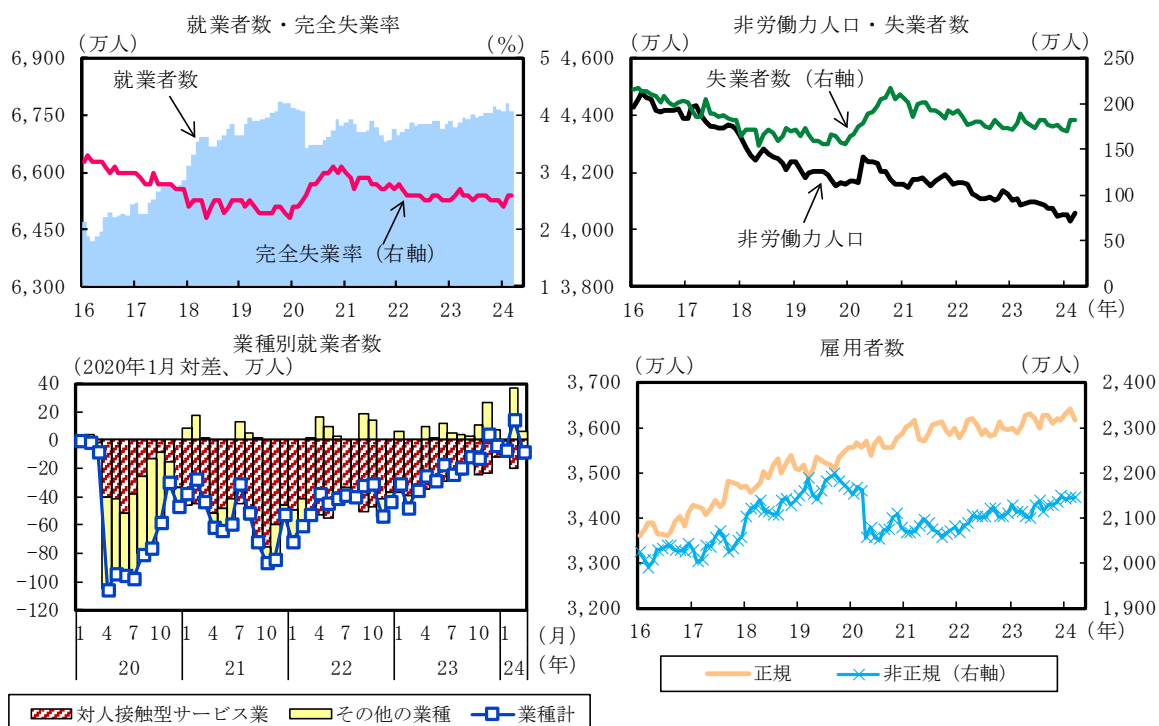 就業者数・完全失業率
(万人)
(%)
6,900
6,750
6,600
6,450
6,300
5
4
3
2
1
就業者数
完全失業率（右軸）
16 17 18 19 20 21 22 23 24
非労働力人口・失業者数
(万人)
(万人)
4,600
4,400
4,200
4,000
3,800
250
200
150
100
50
0
失業者数（右軸）
非労働力人口
16 17 18 19 20 21 22 23 24 (年)
業種別就業者数
(2020年1月対差、万人)
40
20
0
-20
-40
-60
-80
-100
-120
1 4 7 10 1 4 7 10 1 4 7 10 1 4 7 10 1 (月)
20 21 22 23 24 (年)
対人接触型サービス業 その他の業種 業種計
雇用者数
(万人)
(万人)
3,700
3,600
3,500
3,400
3,300
3,200
2,400
2,300
2,200
2,100
2,000
1,900
16 17 18 19 20 21 22 23 24 (年)
正規 非正規（右軸）